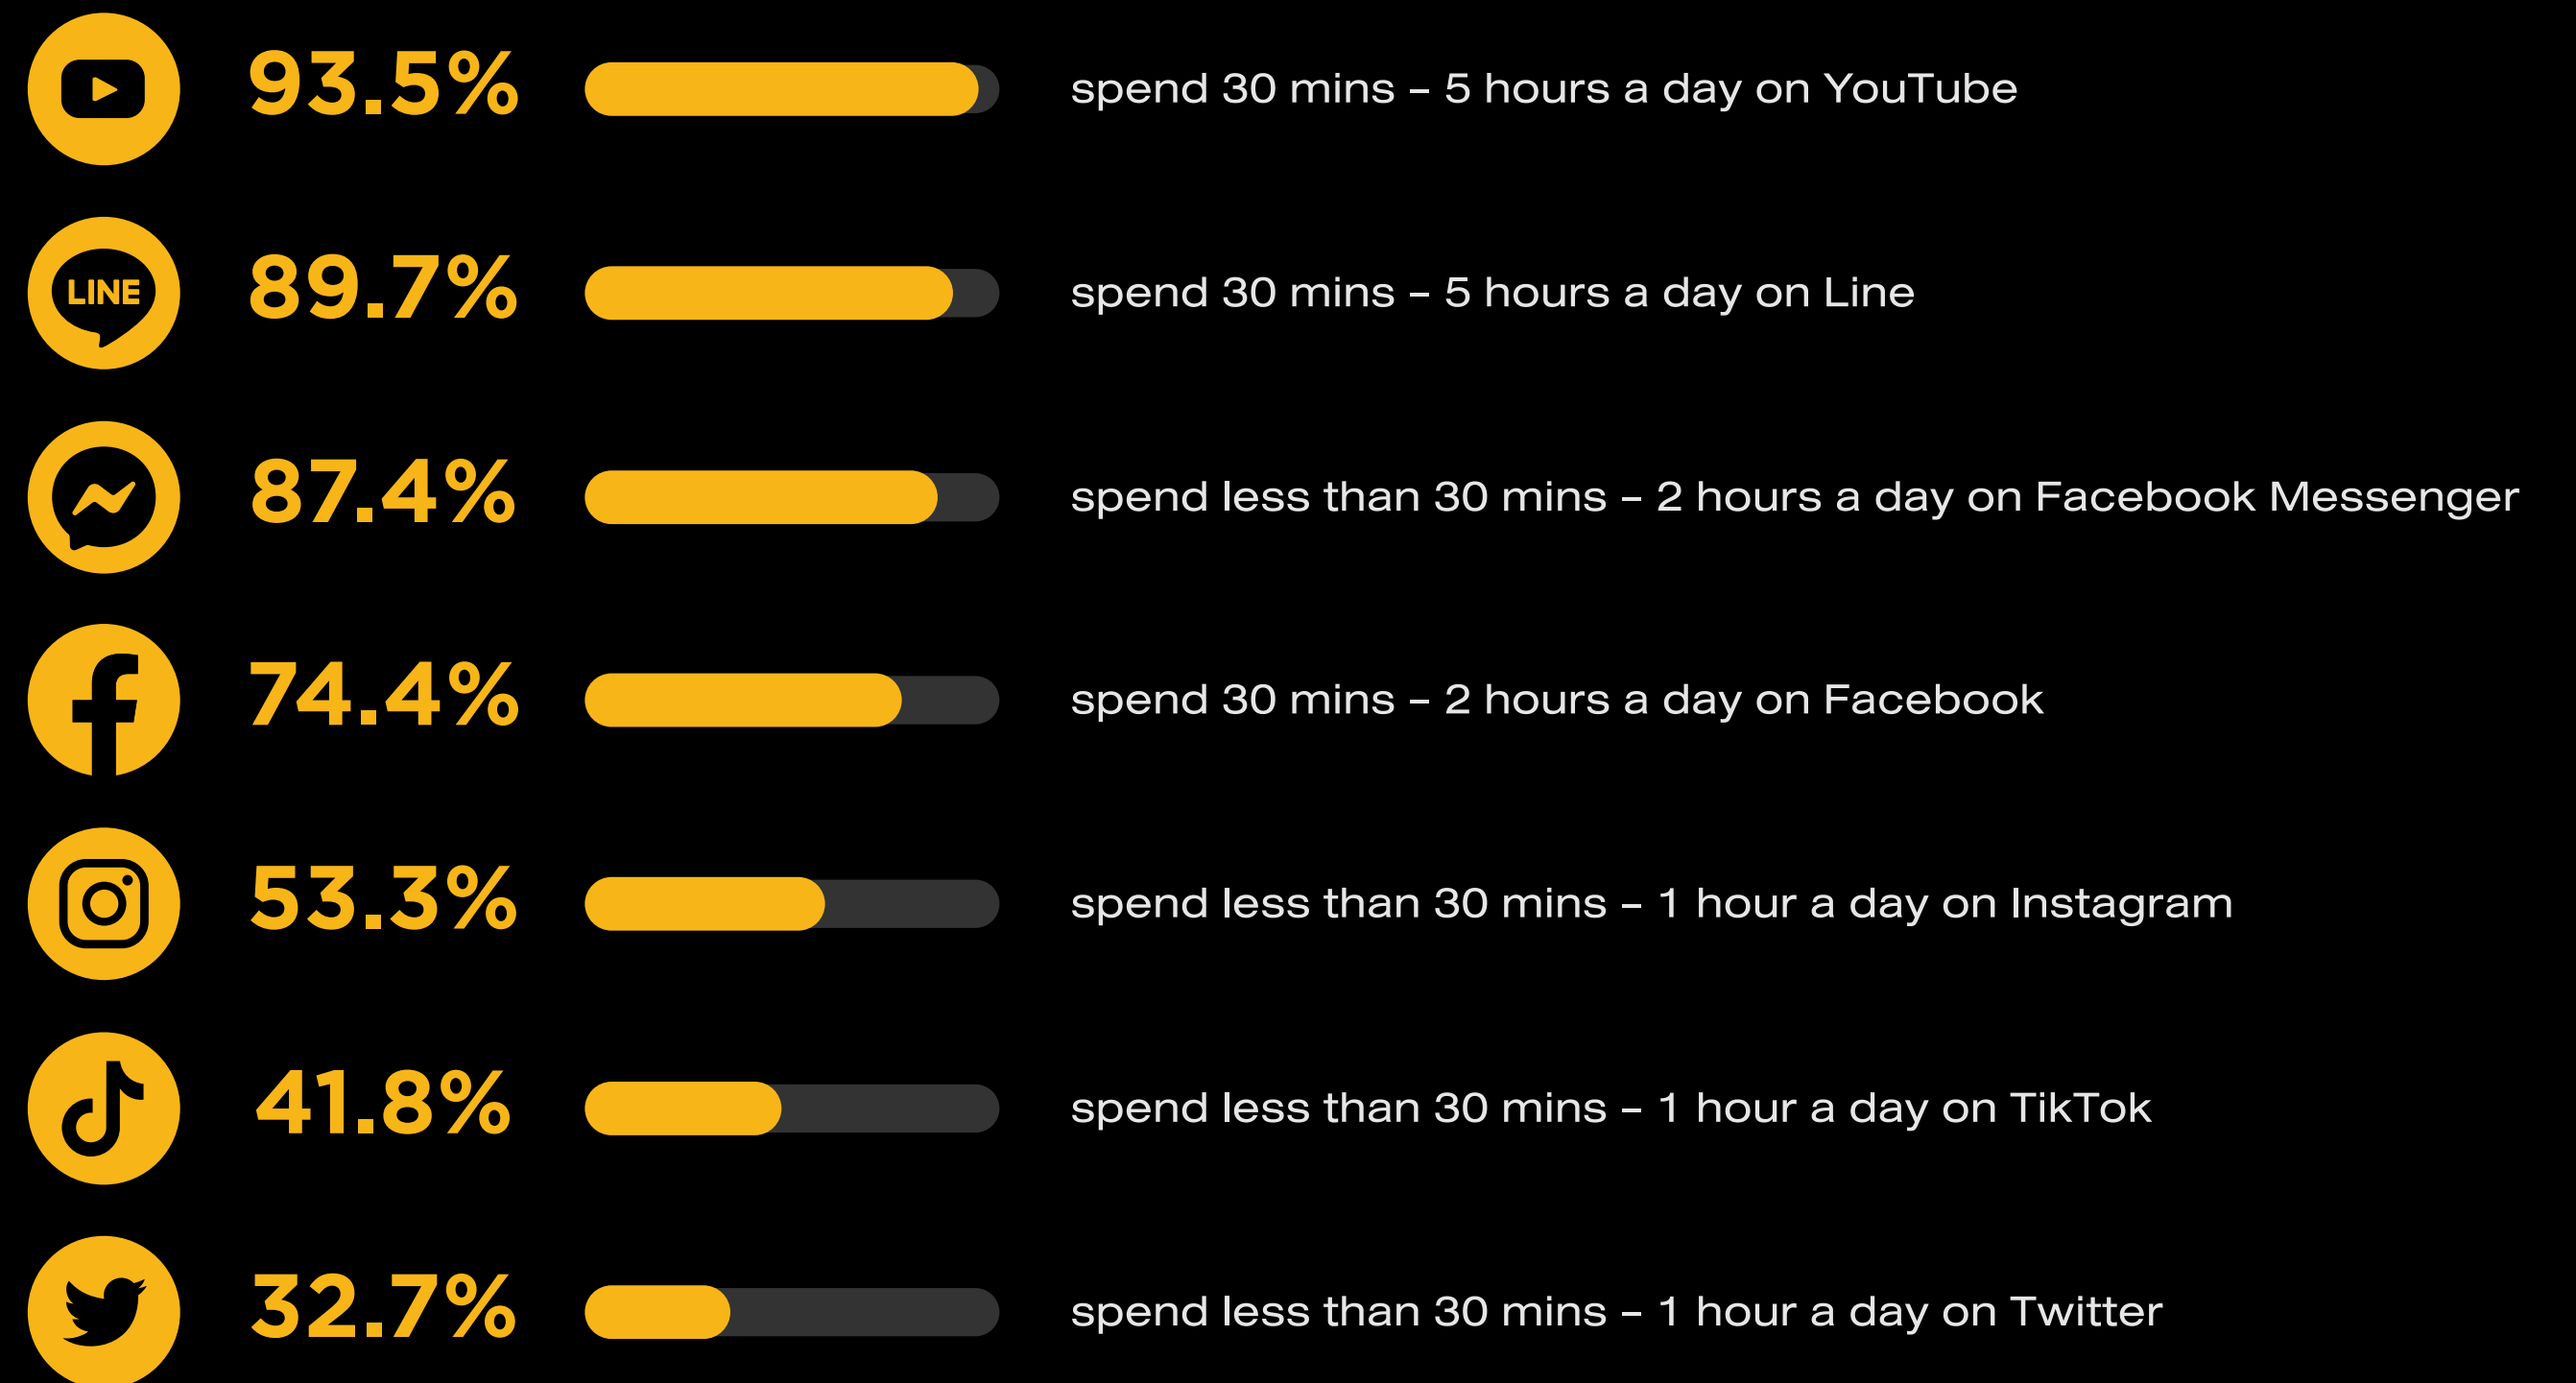 93.5% spend 30 mins – 5 hours a day on YouTube
LINE
89.7% spend 30 mins – 5 hours a day on Line
87.4% spend less than 30 mins – 2 hours a day on Facebook Messenger
74.4% spend 30 mins – 2 hours a day on Facebook
53.3% spend less than 30 mins – 1 hour a day on Instagram
41.8% spend less than 30 mins – 1 hour a day on TikTok
32.7% spend less than 30 mins – 1 hour a day on Twitter